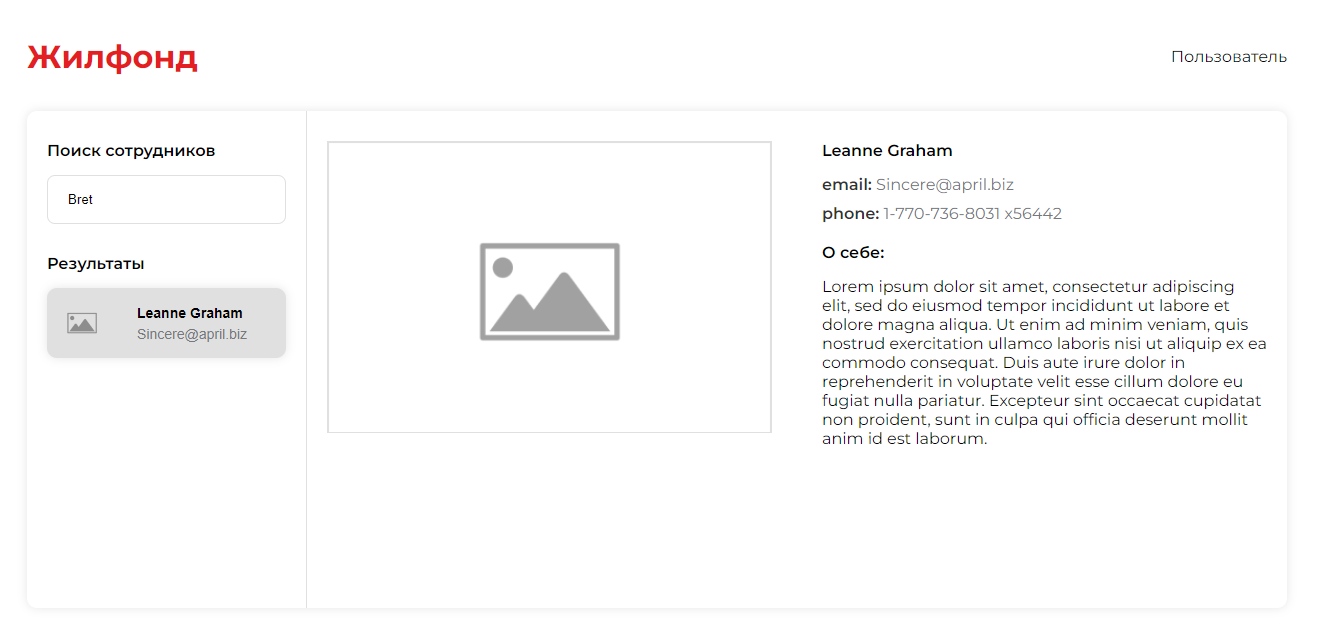 Жилфонд
Пользователь
Поиск сотрудников
Bret
Результаты
Leanne Graham
Sincere@april.biz
Leanne Graham
email: Sincere@april.biz
phone: 1-770-736-8031 x56442
О себе:
Lorem ipsum dolor sit amet, consectetur adipiscing
elit, sed do eiusmod tempor incididunt ut labore et
dolore magna aliqua. Ut enim ad minim veniam, quis
nostrud exercitation ullamco laboris nisi ut aliquip ex ea
commodo consequat. Duis aute irure dolor in
reprehenderit in voluptate velit esse cillum dolore eu
fugiat nulla pariatur. Excepteur sint occaecat cupidatat
non proident, sunt in culpa qui officia deserunt mollit
anim id est laborum.